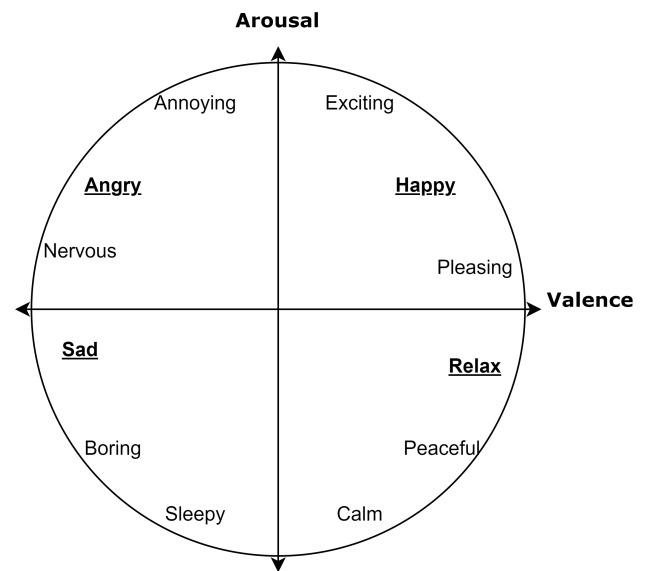 Arousal
Annoying
Exciting
Angry
Happy
Nervous
Pleasing
Valence
Sad
Relax
Boring
Peaceful
Sleepy
Calm